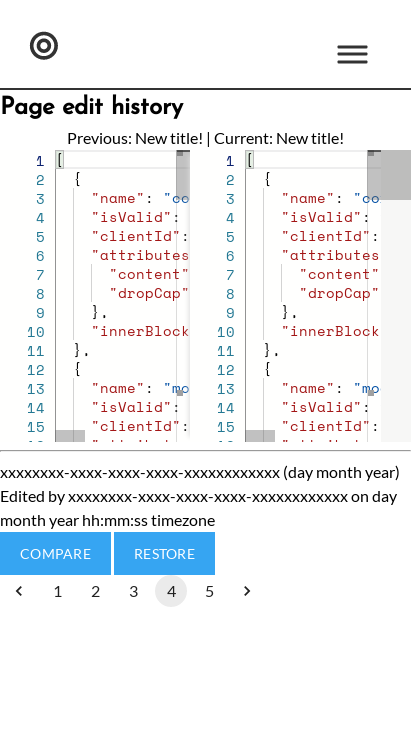 Page edit history
Previous: New title! | Current: New title!
1 [
2 {
3 "name": "co
4 "isValid":
5 "clientId":
6 "attributes
7 "content"
8 "dropCap"
9 },
10 "innerBlock
11 },
12 {
13 "name": "mo
14 "isValid":
15 "clientId":
1 [
2 {
3 "name": "co
4 "isValid":
5 "clientId":
6 "attributes
7 "content"
8 "dropCap"
9 },
10 "innerBlock
11 },
12 {
13 "name": "mo
14 "isValid":
15 "clientId":
xxxxxxxx-xxxx-xxxx-xxxx-xxxxxxxxxxxx (day month year)
Edited by xxxxxxxx-xxxx-xxxx-xxxx-xxxxxxxxxxxx on day
month year hh:mm:ss timezone
COMPARE RESTORE
1 2 3 4 5